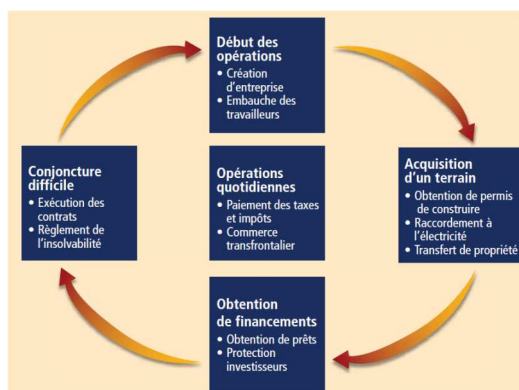 Début des
opérations
• Création
d'entreprise
• Embauche des
travailleurs
Conjoncture
difficile
• Exécution des
contrats
• Règlement de
l'insolvabilité
Opérations
quotidiennes
• Paiement des taxes
et impôts
• Commerce
transfrontalier
Acquisition
d'un terrain
• Obtention de permis
de construire
• Raccordement à
l'électricité
• Transfert de propriété
Obtention
de financements
• Obtention de prêts
• Protection
investisseurs